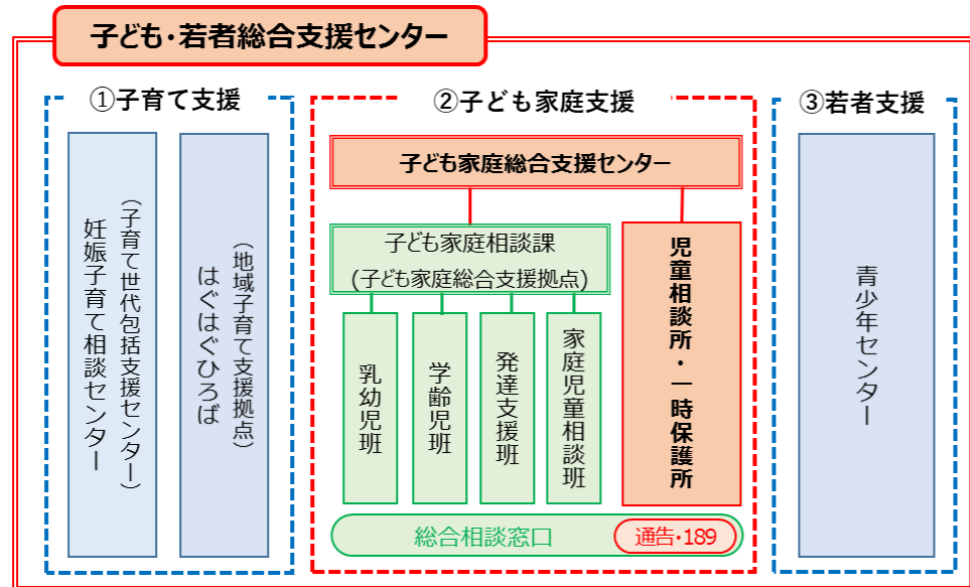 子ども・若者総合支援センター
①子育て支援
妊娠子育て相談センター
（子育て世代包括支援センター）
はぐはぐひろば
（地域子育て支援拠点）
②子ども家庭支援
子ども家庭総合支援センター
子ども家庭相談課
(子ども家庭総合支援拠点)
乳幼児班
学齢児班
発達支援班
家庭児童相談班
児童相談所・一時保護所
総合相談窓口
通告・189
③若者支援
青少年センター